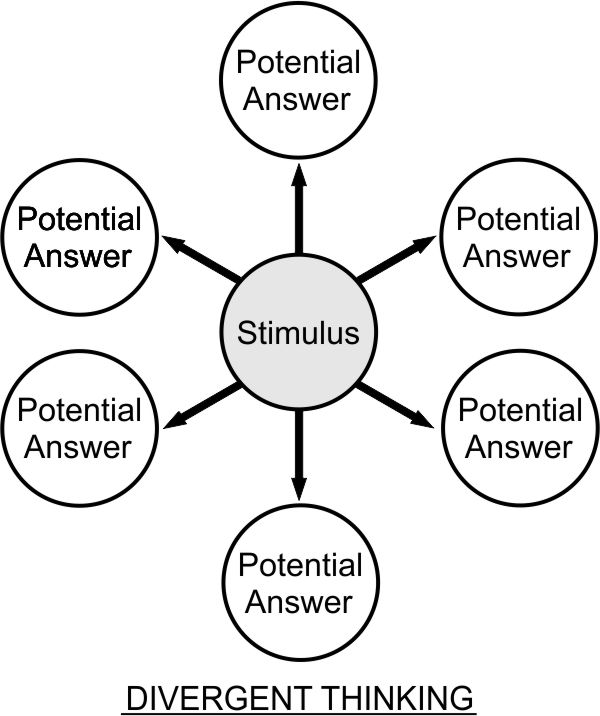 Potential
Answer
Potential
Answer
Potential
Answer
Stimulus
Potential
Answer
Potential
Answer
Potential
Answer
DIVERGENT THINKING